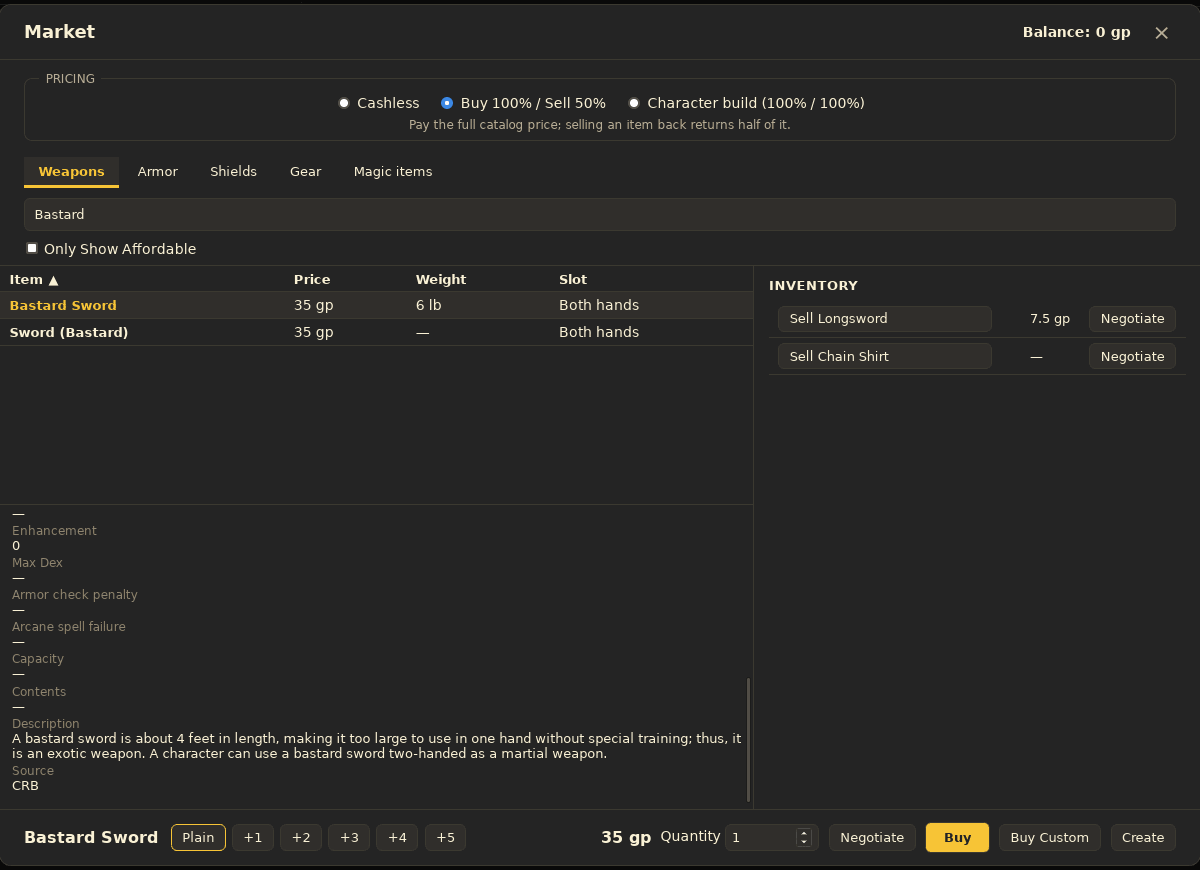 Market
Balance: 0 gp
PRICING
Cashless
Buy 100% / Sell 50%
Character build (100% / 100%)
Pay the full catalog price; selling an item back returns half of it.
Weapons
Armor
Shields
Gear
Magic items
Bastard
Only Show Affordable
Item ▲ Price Weight Slot
Bastard Sword 35 gp 6 lb Both hands
Sword (Bastard) 35 gp — Both hands
INVENTORY
Sell Longsword 7.5 gp Negotiate
Sell Chain Shirt — Negotiate
—
Enhancement
0
Max Dex
—
Armor check penalty
—
Arcane spell failure
—
Capacity
—
Contents
—
Description
A bastard sword is about 4 feet in length, making it too large to use in one hand without special training; thus, it
is an exotic weapon. A character can use a bastard sword two-handed as a martial weapon.
Source
CRB
Bastard Sword Plain +1 +2 +3 +4 +5 35 gp Quantity 1 Negotiate Buy Buy Custom Create